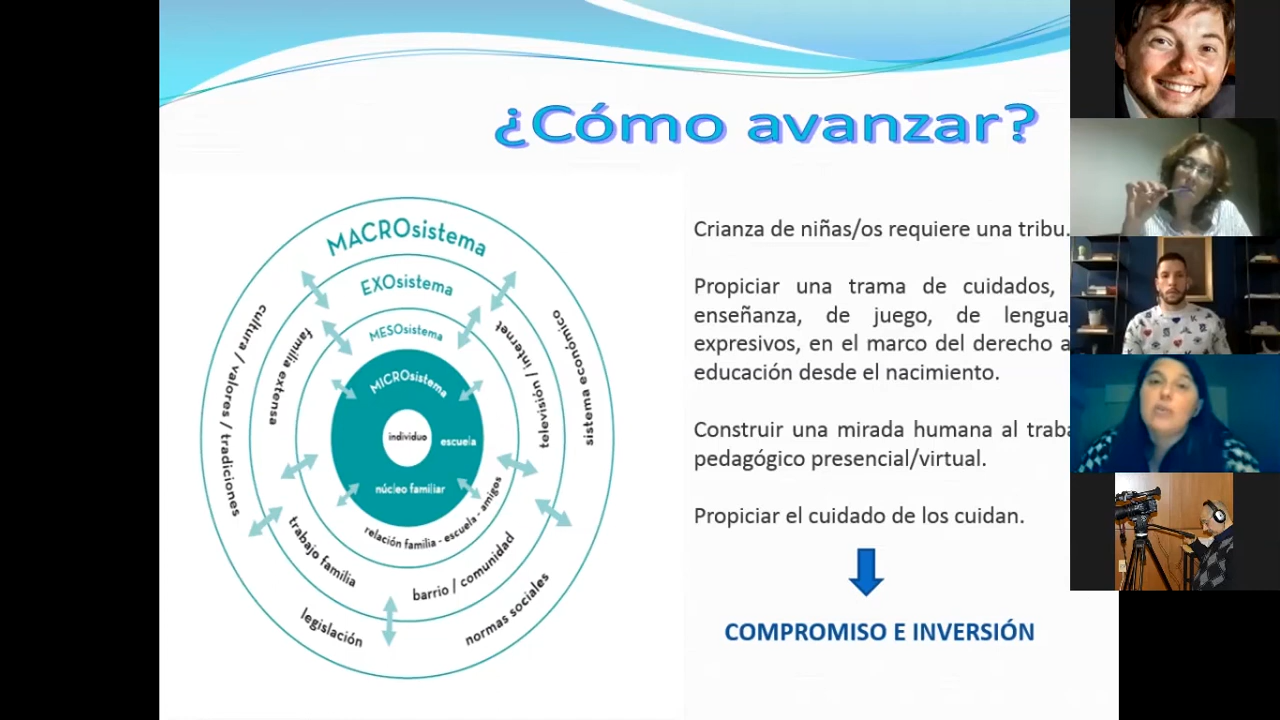 ¿Cómo avanzar?
MACROsistema
EXOsistema
MESOsistema
MICROsistema
individuo
escuela
núcleo familiar
relación familia - escuela - amigos
familia extensa
televisión / internet
trabajo familia
barrio / comunidad
cultura / valores / tradiciones
sistema económico
legislación
normas sociales
Crianza de niñas/os requiere una tribu.
Propiciar una trama de cuidados,
enseñanza, de juego, de
expresivos, en el marco del derecho
educación desde el nacimiento.
Construir una mirada humana al
pedagógico presencial/virtual.
Propiciar el cuidado de los cuidan.
COMPROMISO E INVERSIÓN